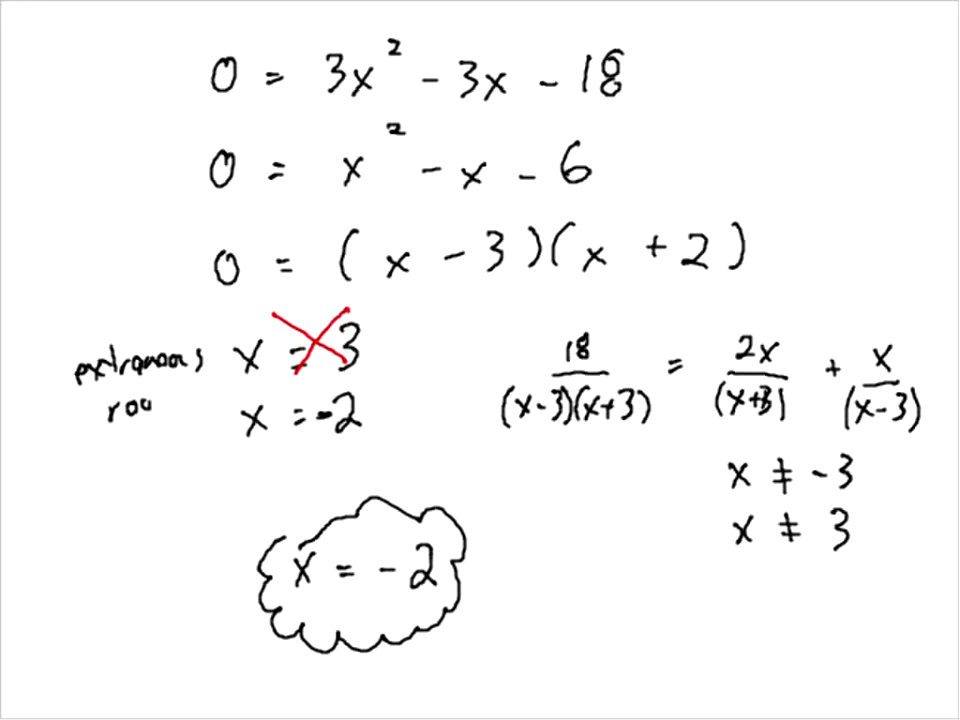 0 = 3x² - 3x - 18
0 = x² - x - 6
0 = (x - 3)(x + 2)
extraneous
x = 3
x = -2
18/((x-3)(x+3)) = 2x/(x+3) + x/(x-3)
x ≠ -3
x ≠ 3
x = -2